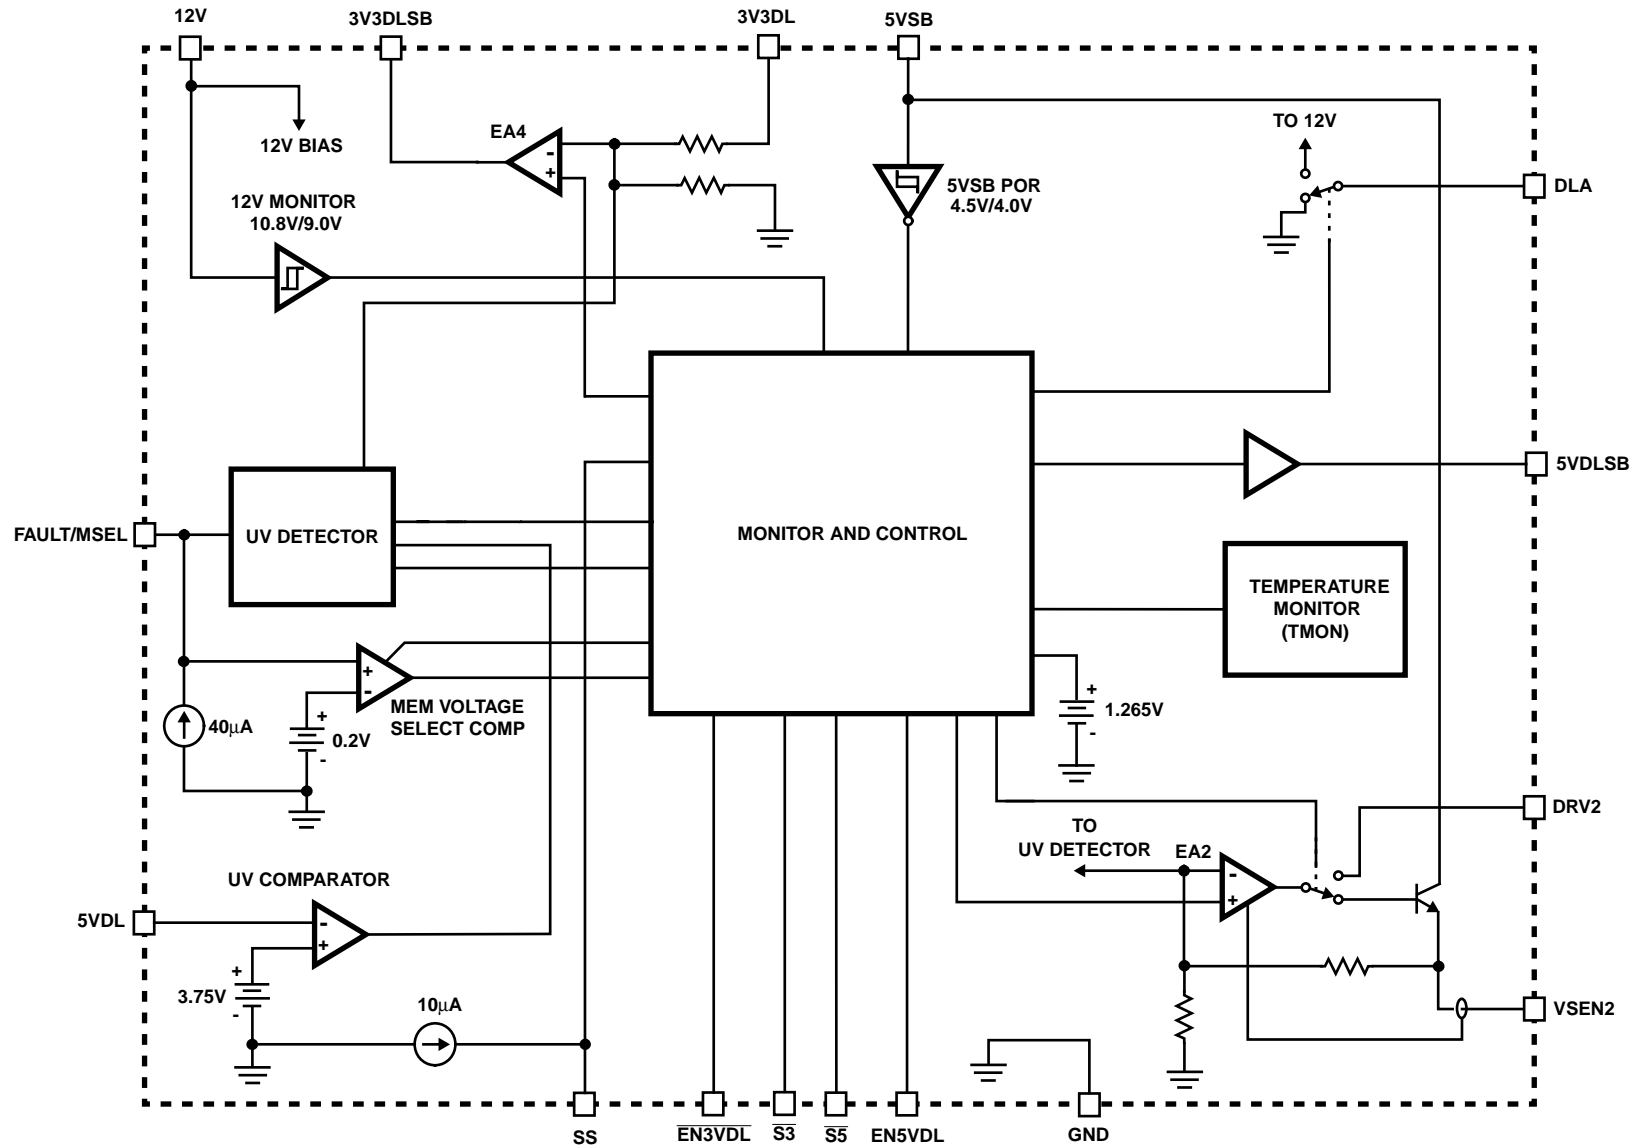 12V
3V3DLSB
3V3DL
5VSB
TO 12V
EA4
-
+
12V BIAS
5VSB POR
4.5V/4.0V
DLA
12V MONITOR
10.8V/9.0V
5VDLSB
FAULT/MSEL
UV DETECTOR
MONITOR AND CONTROL
TEMPERATURE
MONITOR
(TMON)
+
-
MEM VOLTAGE
SELECT COMP
40μA
+
0.2V
-
+
1.265V
-
DRV2
TO
UV DETECTOR
EA2
-
+
UV COMPARATOR
5VDL
-
+
+
3.75V
-
10μA
VSEN2
SS
EN3VDL
S3
S5
EN5VDL
GND